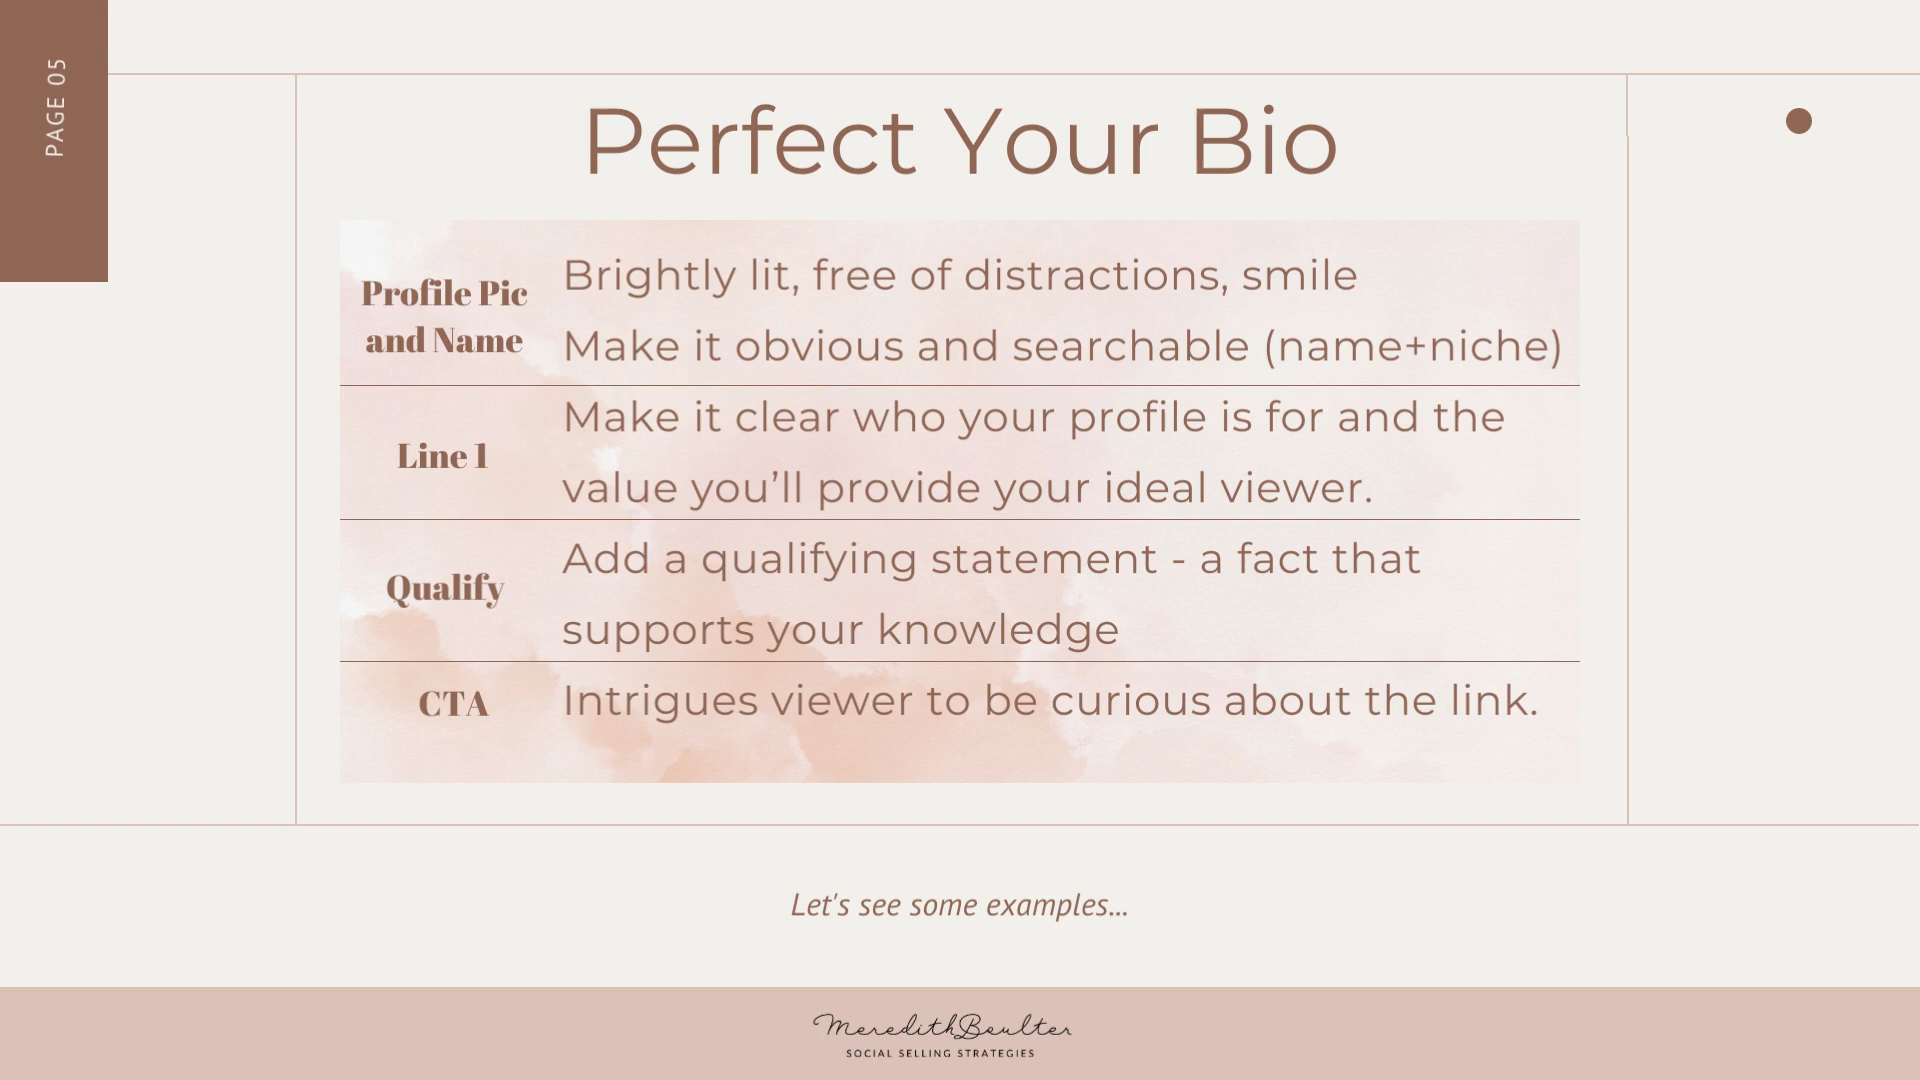 PAGE 05
Perfect Your Bio
Profile Pic
and Name
Brightly lit, free of distractions, smile
Make it obvious and searchable (name+niche)
Line 1
Make it clear who your profile is for and the
value you’ll provide your ideal viewer.
Qualify
Add a qualifying statement - a fact that
supports your knowledge
CTA
Intrigues viewer to be curious about the link.
Let's see some examples...
Meredith Boulter
SOCIAL SELLING STRATEGIES